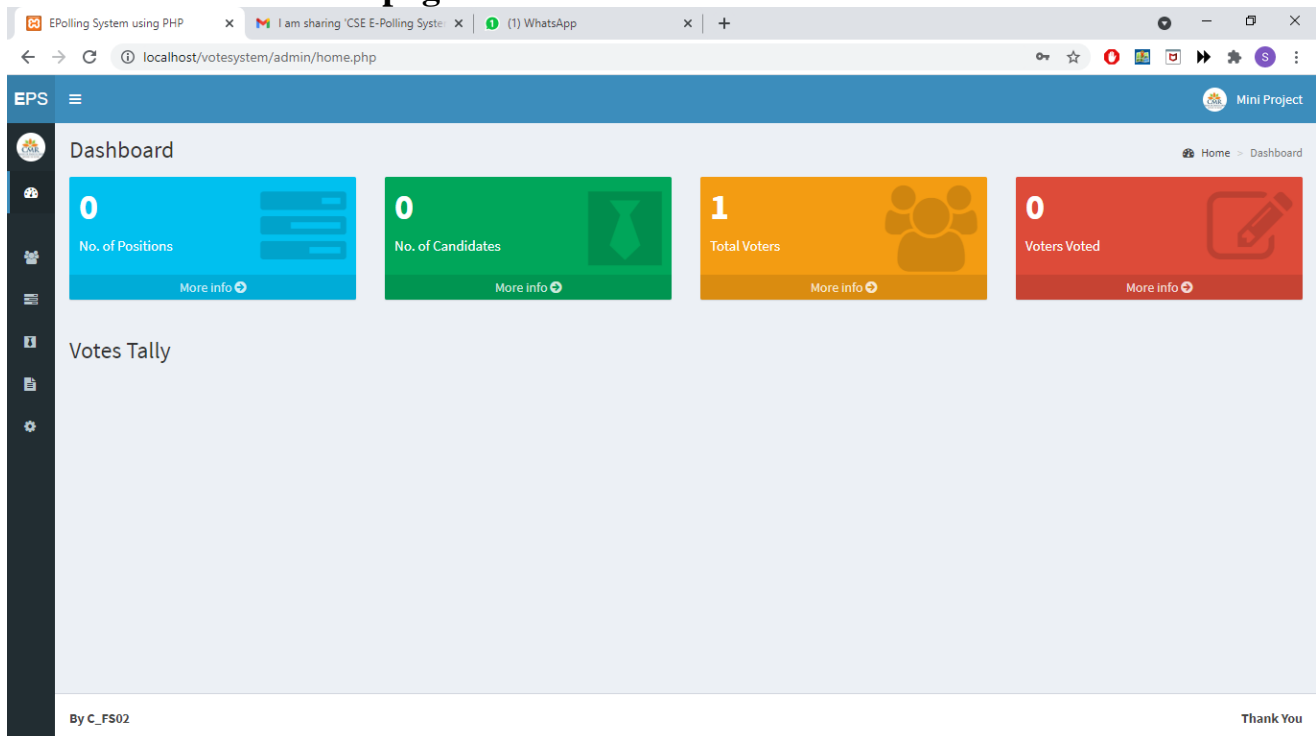 EPolling System using PHP
I am sharing 'CSE E-Polling Syste
(1) WhatsApp
localhost/votesystem/admin/home.php
S
EPS
CMR
Mini Project
CMR
Dashboard
Home > Dashboard
0
No. of Positions
More info
0
No. of Candidates
More info
1
Total Voters
More info
0
Voters Voted
More info
Votes Tally
By C_FS02
Thank You